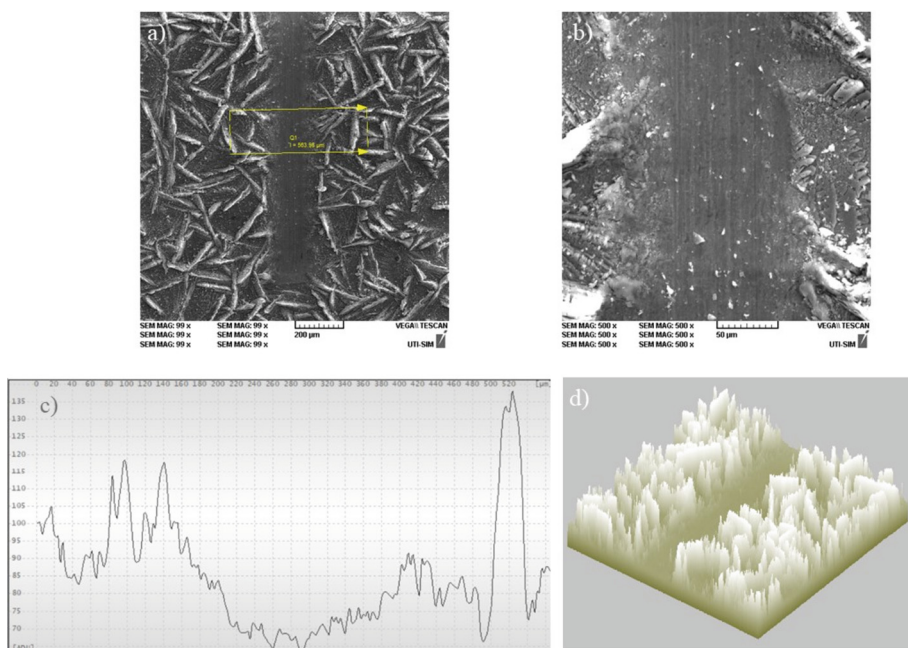 a)
Q1
l = 563.96 µm
SEM MAG: 99 x SEM MAG: 99 x
SEM MAG: 99 x SEM MAG: 99 x
SEM MAG: 99 x SEM MAG: 99 x
200 µm
VEGA\\ TESCAN
UTI-SIM
b)
SEM MAG: 500 x SEM MAG: 500 x
SEM MAG: 500 x SEM MAG: 500 x
SEM MAG: 500 x SEM MAG: 500 x
50 µm
VEGA\\ TESCAN
UTI-SIM
c)
0 20 40 60 80 100 120 140 160 180 200 220 240 260 280 300 320 340 360 380 400 420 440 460 480 500 520 [µm]
135
130
125
120
115
110
105
100
95
90
85
80
75
70
d)